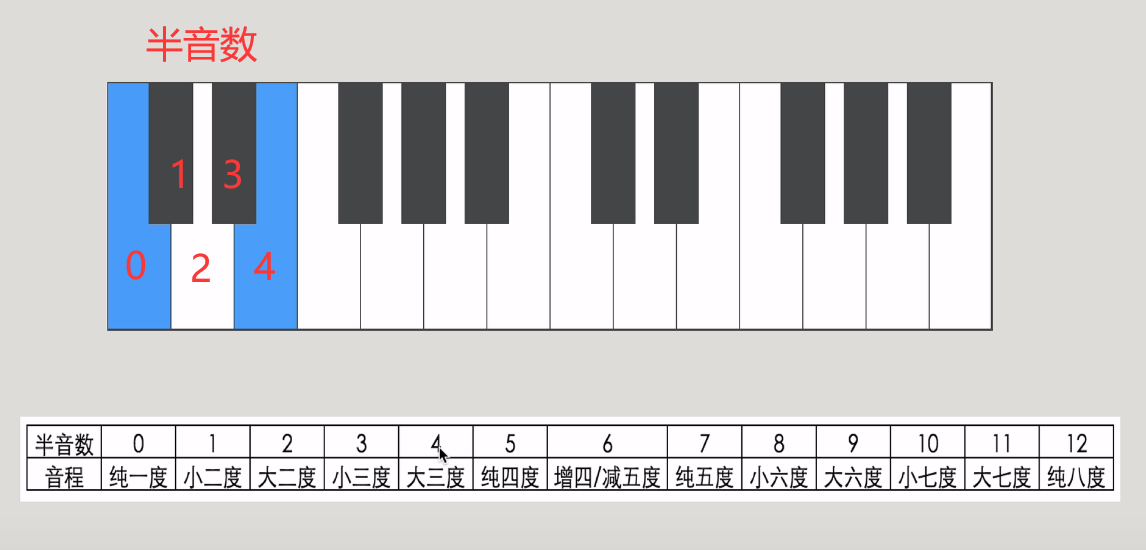 半音数
1 3
0 2 4
半音数 0 1 2 3 4 5 6 7 8 9 10 11 12
音程 纯一度 小二度 大二度 小三度 大三度 纯四度 增四/减五度 纯五度 小六度 大六度 小七度 大七度 纯八度